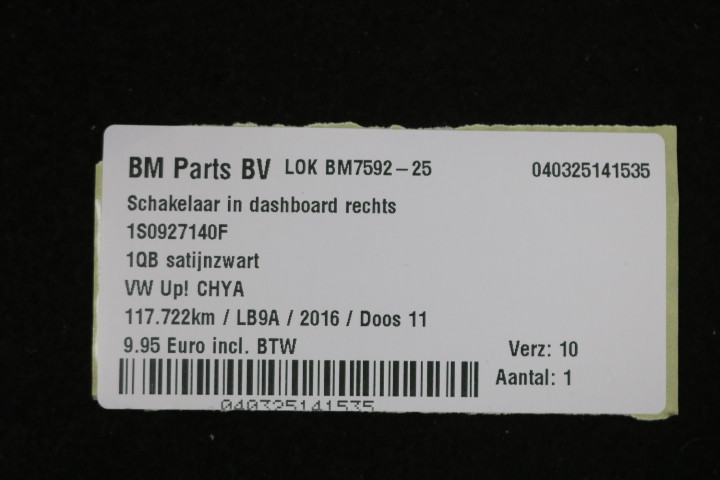 BM Parts BV LOK BM7592-25 040325141535
Schakelaar in dashboard rechts
1S0927140F
1QB satijnzwart
VW Up! CHYA
117.722km / LB9A / 2016 / Doos 11
9.95 Euro incl. BTW Verz: 10
Aantal: 1
040325141535